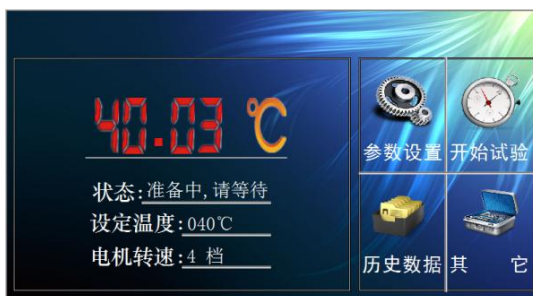 40.03 ℃
状态:准备中,请等待
设定温度:040℃
电机转速:4 档
参数设置
开始试验
历史数据
其 它